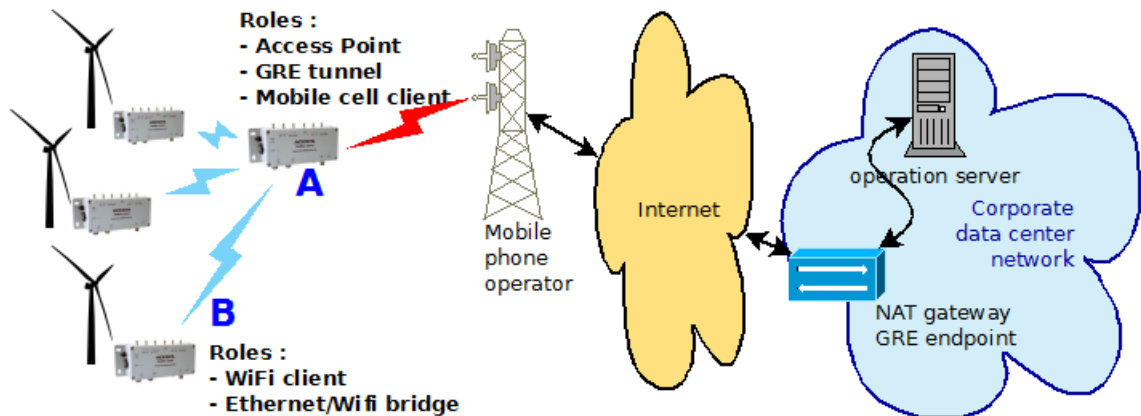 Roles :
- Access Point
- GRE tunnel
- Mobile cell client
A
B
Roles :
- WiFi client
- Ethernet/Wifi bridge
Mobile
phone
operator
Internet
operation server
Corporate
data center
network
NAT gateway
GRE endpoint